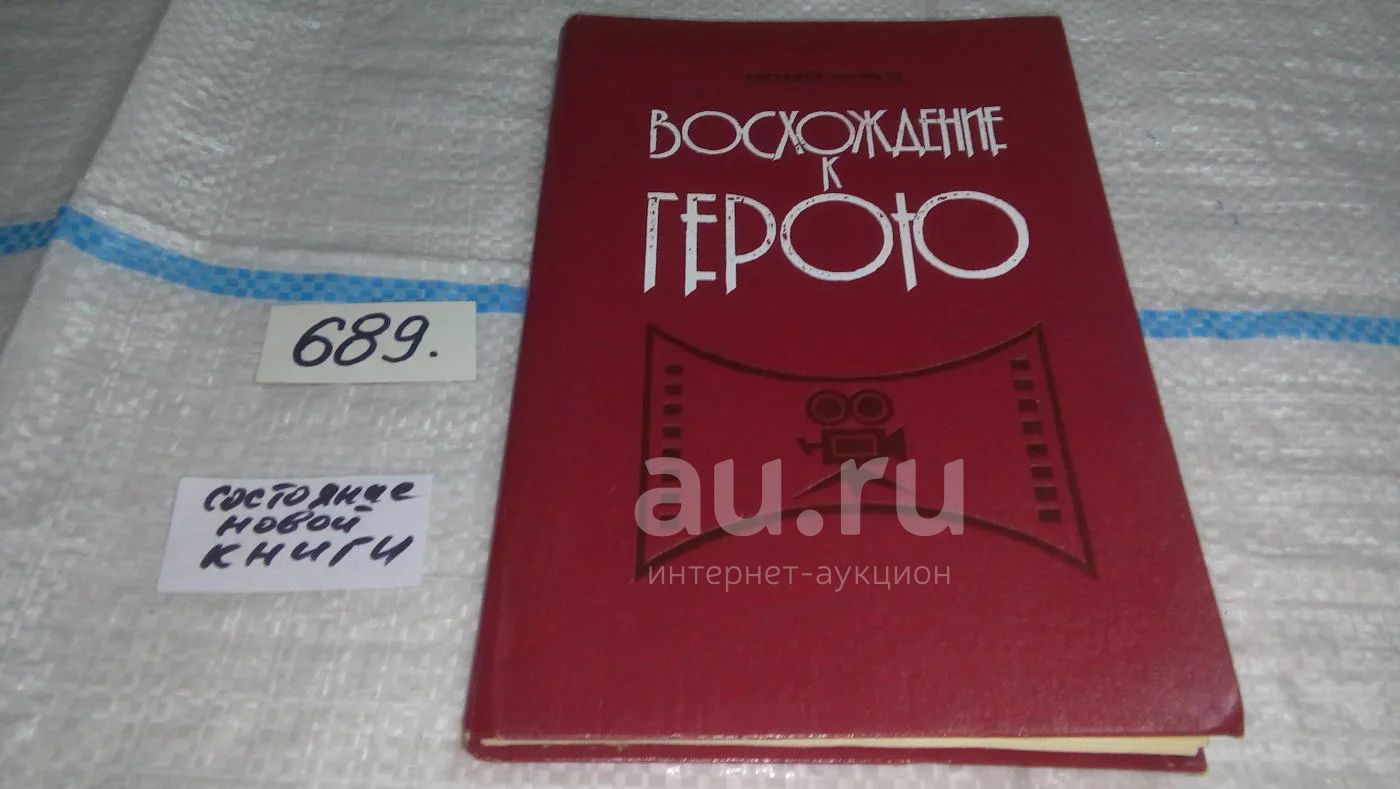 ВОСХОЖДЕНИЕ
К
ГЕРОЮ
689.
состояние
новой
книги
au.ru
интернет-аукцион